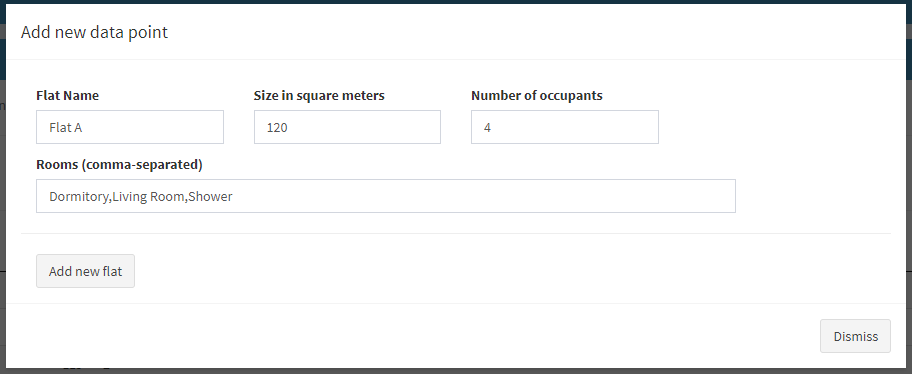 Add new data point
Flat Name Size in square meters Number of occupants
Flat A 120 4
Rooms (comma-separated)
Dormitory,Living Room,Shower
Add new flat
Dismiss